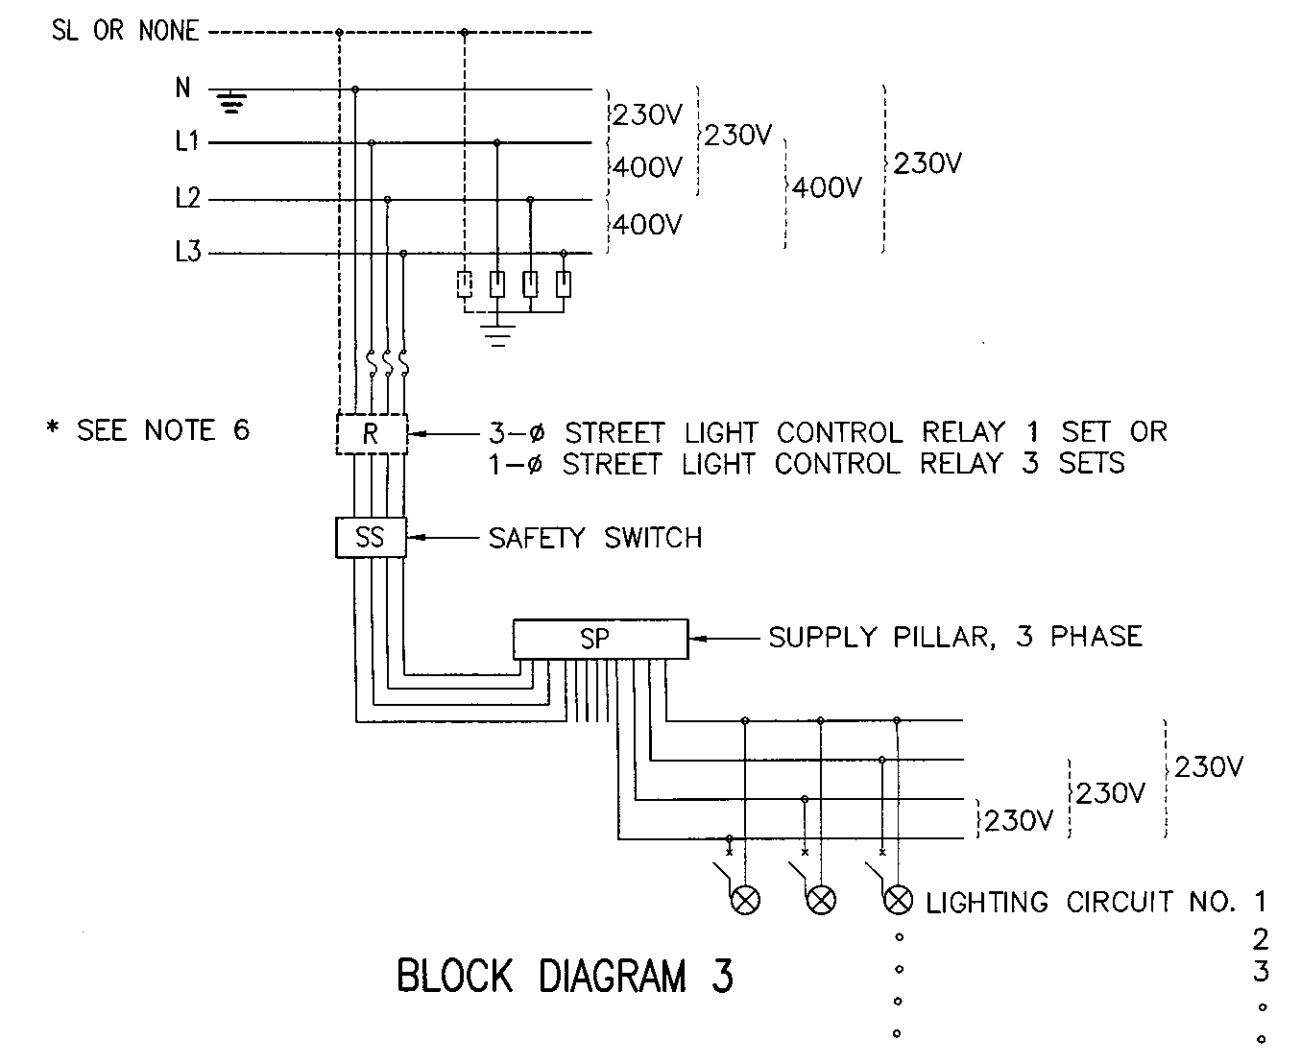 SL OR NONE
N
230V
L1
230V
400V
230V
400V
L2
400V
L3
* SEE NOTE 6
R
3-ø STREET LIGHT CONTROL RELAY 1 SET OR
1-ø STREET LIGHT CONTROL RELAY 3 SETS
SS
SAFETY SWITCH
SP
SUPPLY PILLAR, 3 PHASE
230V
230V
230V
LIGHTING CIRCUIT NO. 1
2
3
BLOCK DIAGRAM 3